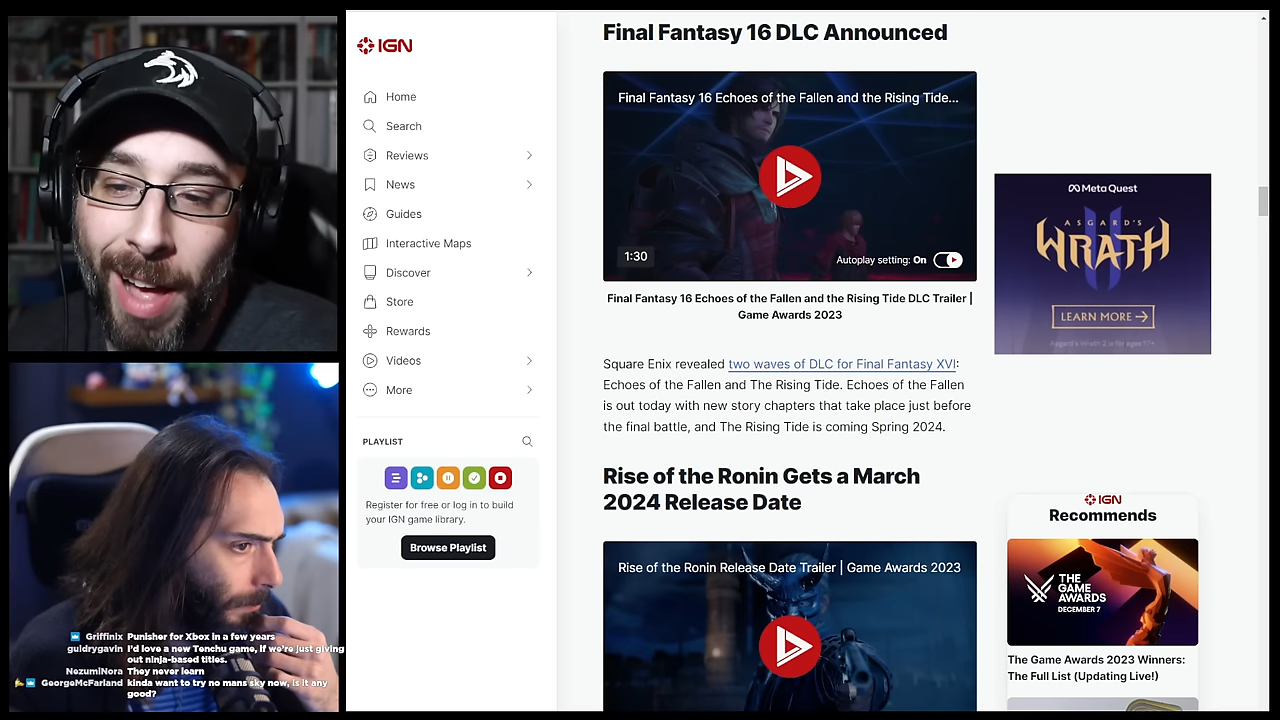 IGN
Home
Search
Reviews
News
Guides
Interactive Maps
Discover
Store
Rewards
Videos
More
PLAYLIST
Register for free or log in to build
your IGN game library.
Browse Playlist
Final Fantasy 16 DLC Announced
Final Fantasy 16 Echoes of the Fallen and the Rising Tide...
1:30
Autoplay setting: On
Final Fantasy 16 Echoes of the Fallen and the Rising Tide DLC Trailer |
Game Awards 2023
Square Enix revealed two waves of DLC for Final Fantasy XVI:
Echoes of the Fallen and The Rising Tide. Echoes of the Fallen
is out today with new story chapters that take place just before
the final battle, and The Rising Tide is coming Spring 2024.
Rise of the Ronin Gets a March
2024 Release Date
Rise of the Ronin Release Date Trailer | Game Awards 2023
Meta Quest
ASGARD'S
WRATH
II
LEARN MORE
Asgard's Wrath 2 is for ages 17+
IGN
Recommends
THE
GAME
AWARDS
DECEMBER 7
The Game Awards 2023 Winners:
The Full List (Updating Live!)
Griffinix Punisher for Xbox in a few years
guldrygavin I'd love a new Tenchu game, if we're just giving
out ninja-based titles.
NezumiNora They never learn
GeorgeMcFarland kinda want to try no mans sky now, is it any
good?